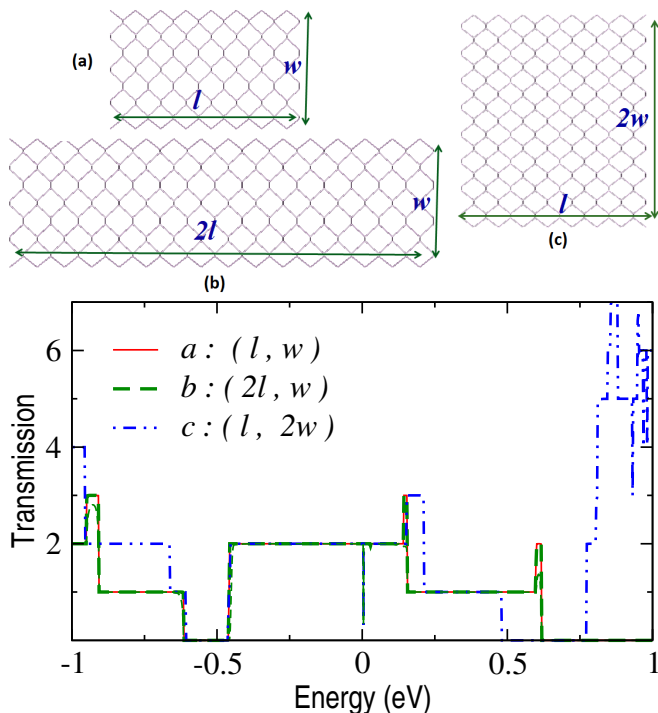 (a)
l
w
2l
w
(b)
l
2w
(c)
Transmission
6
4
2
a : ( l , w )
b : ( 2l , w )
c : ( l , 2w )
-1
-0.5
0
0.5
1
Energy (eV)